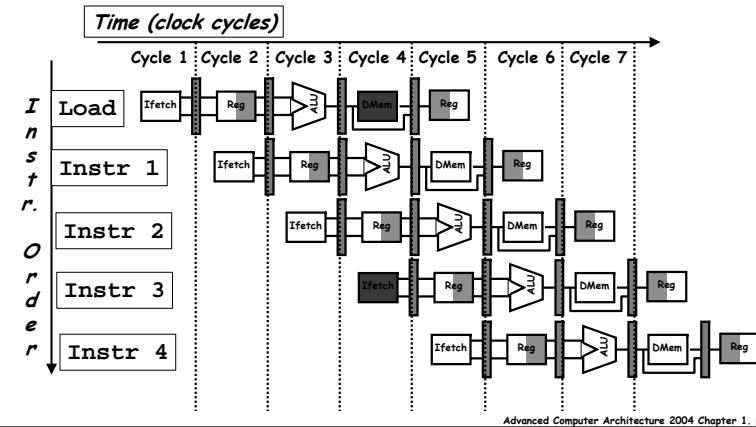 Time (clock cycles)
Cycle 1 Cycle 2 Cycle 3 Cycle 4 Cycle 5 Cycle 6 Cycle 7
Instr. Order
Load Ifetch Reg ALU DMem Reg
Instr 1 Ifetch Reg ALU DMem Reg
Instr 2 Ifetch Reg ALU DMem Reg
Instr 3 Ifetch Reg ALU DMem Reg
Instr 4 Ifetch Reg ALU DMem Reg
Advanced Computer Architecture 2004 Chapter 1.